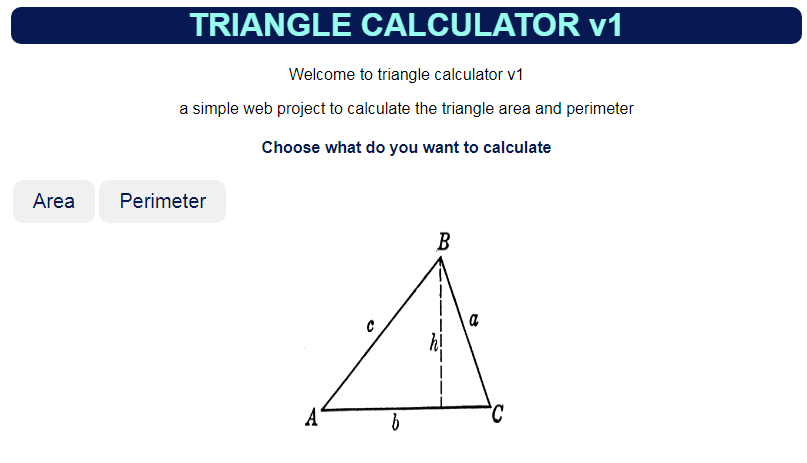 TRIANGLE CALCULATOR v1
Welcome to triangle calculator v1
a simple web project to calculate the triangle area and perimeter
Choose what do you want to calculate
Area Perimeter
B
c a
h
A b C